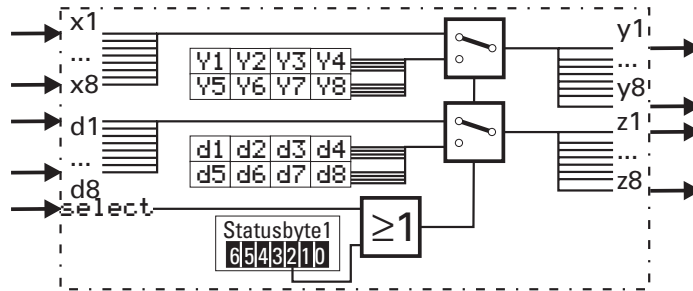 x1
...
x8
Y1 Y2 Y3 Y4
Y5 Y6 Y7 Y8
y1
...
y8
d1
...
d8
d1 d2 d3 d4
d5 d6 d7 d8
z1
...
z8
select
≥1
Statusbyte1
6 5 4 3 2 1 0